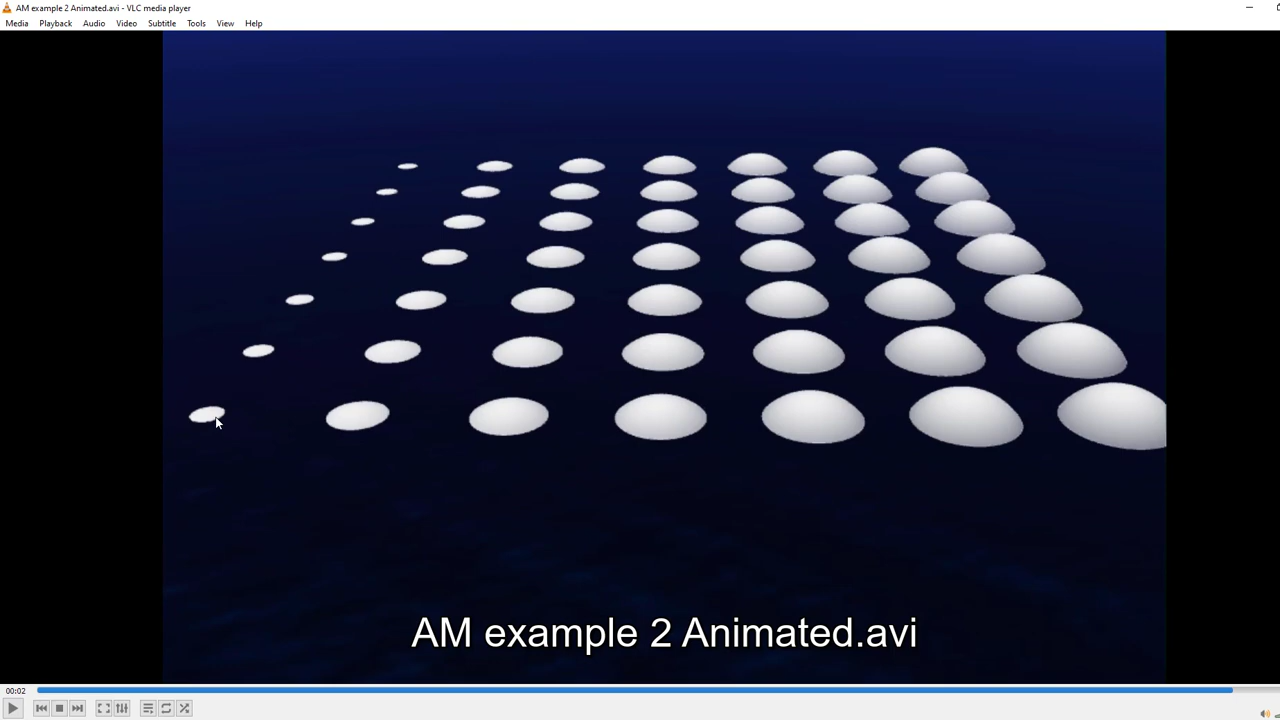 AM example 2 Animated.avi - VLC media player
Media Playback Audio Video Subtitle Tools View Help
AM example 2 Animated.avi
00:02